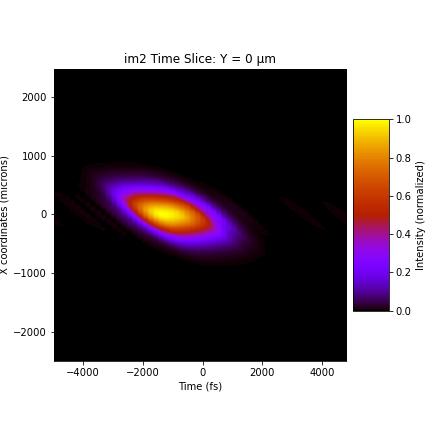 im2 Time Slice: Y = 0 μm
X coordinates (microns)
2000
1000
0
−1000
−2000
−4000 −2000 0 2000 4000
Time (fs)
1.0
0.8
0.6
0.4
0.2
0.0
Intensity (normalized)